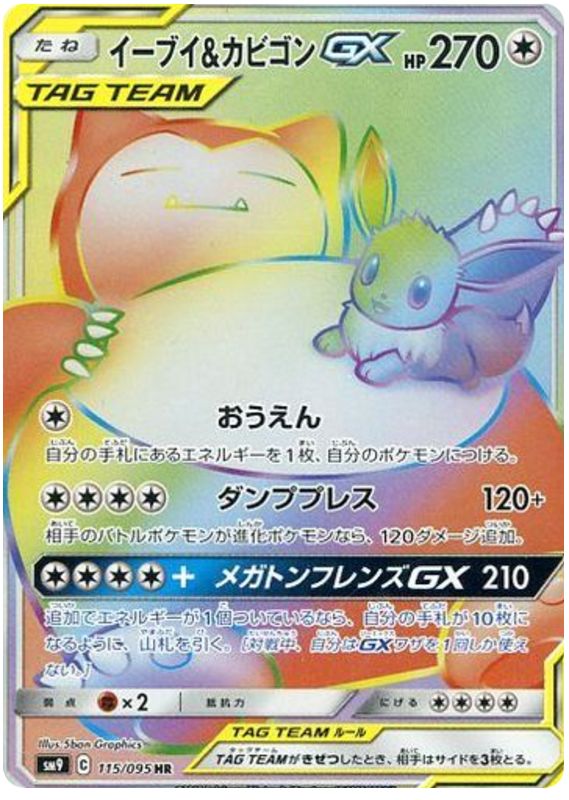 たね イーブイ&カビゴンGX HP270
TAG TEAM
おうえん
自分の手札にあるエネルギーを1枚、自分のポケモンにつける。
ダンププレス 120+
相手のバトルポケモンが進化ポケモンなら、120ダメージ追加。
+ メガトンフレンズGX 210
追加でエネルギーが1個ついているなら、自分の手札が10枚に
なるように、山札を引く。[対戦中、自分はGXワザを1回しか使え
ない。]
弱点 ×2 抵抗力 にげる
Illus. 5ban Graphics
TAG TEAM ルール
SM9 C 115/095 HR
TAG TEAMがきぜつしたとき、相手はサイドを3枚とる。